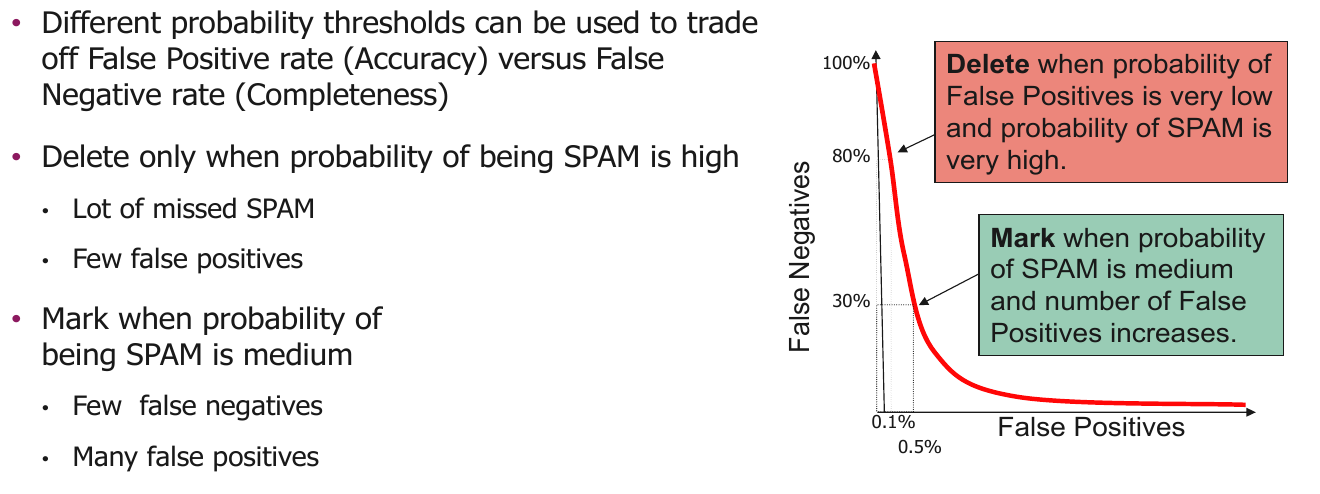 • Different probability thresholds can be used to trade
off False Positive rate (Accuracy) versus False
Negative rate (Completeness)
• Delete only when probability of being SPAM is high
• Lot of missed SPAM
• Few false positives
• Mark when probability of
being SPAM is medium
• Few  false negatives
• Many false positives
100%
80%
30%
False Negatives
0.1%
0.5%
False Positives
Delete when probability of
False Positives is very low
and probability of SPAM is
very high.
Mark when probability
of SPAM is medium
and number of False
Positives increases.